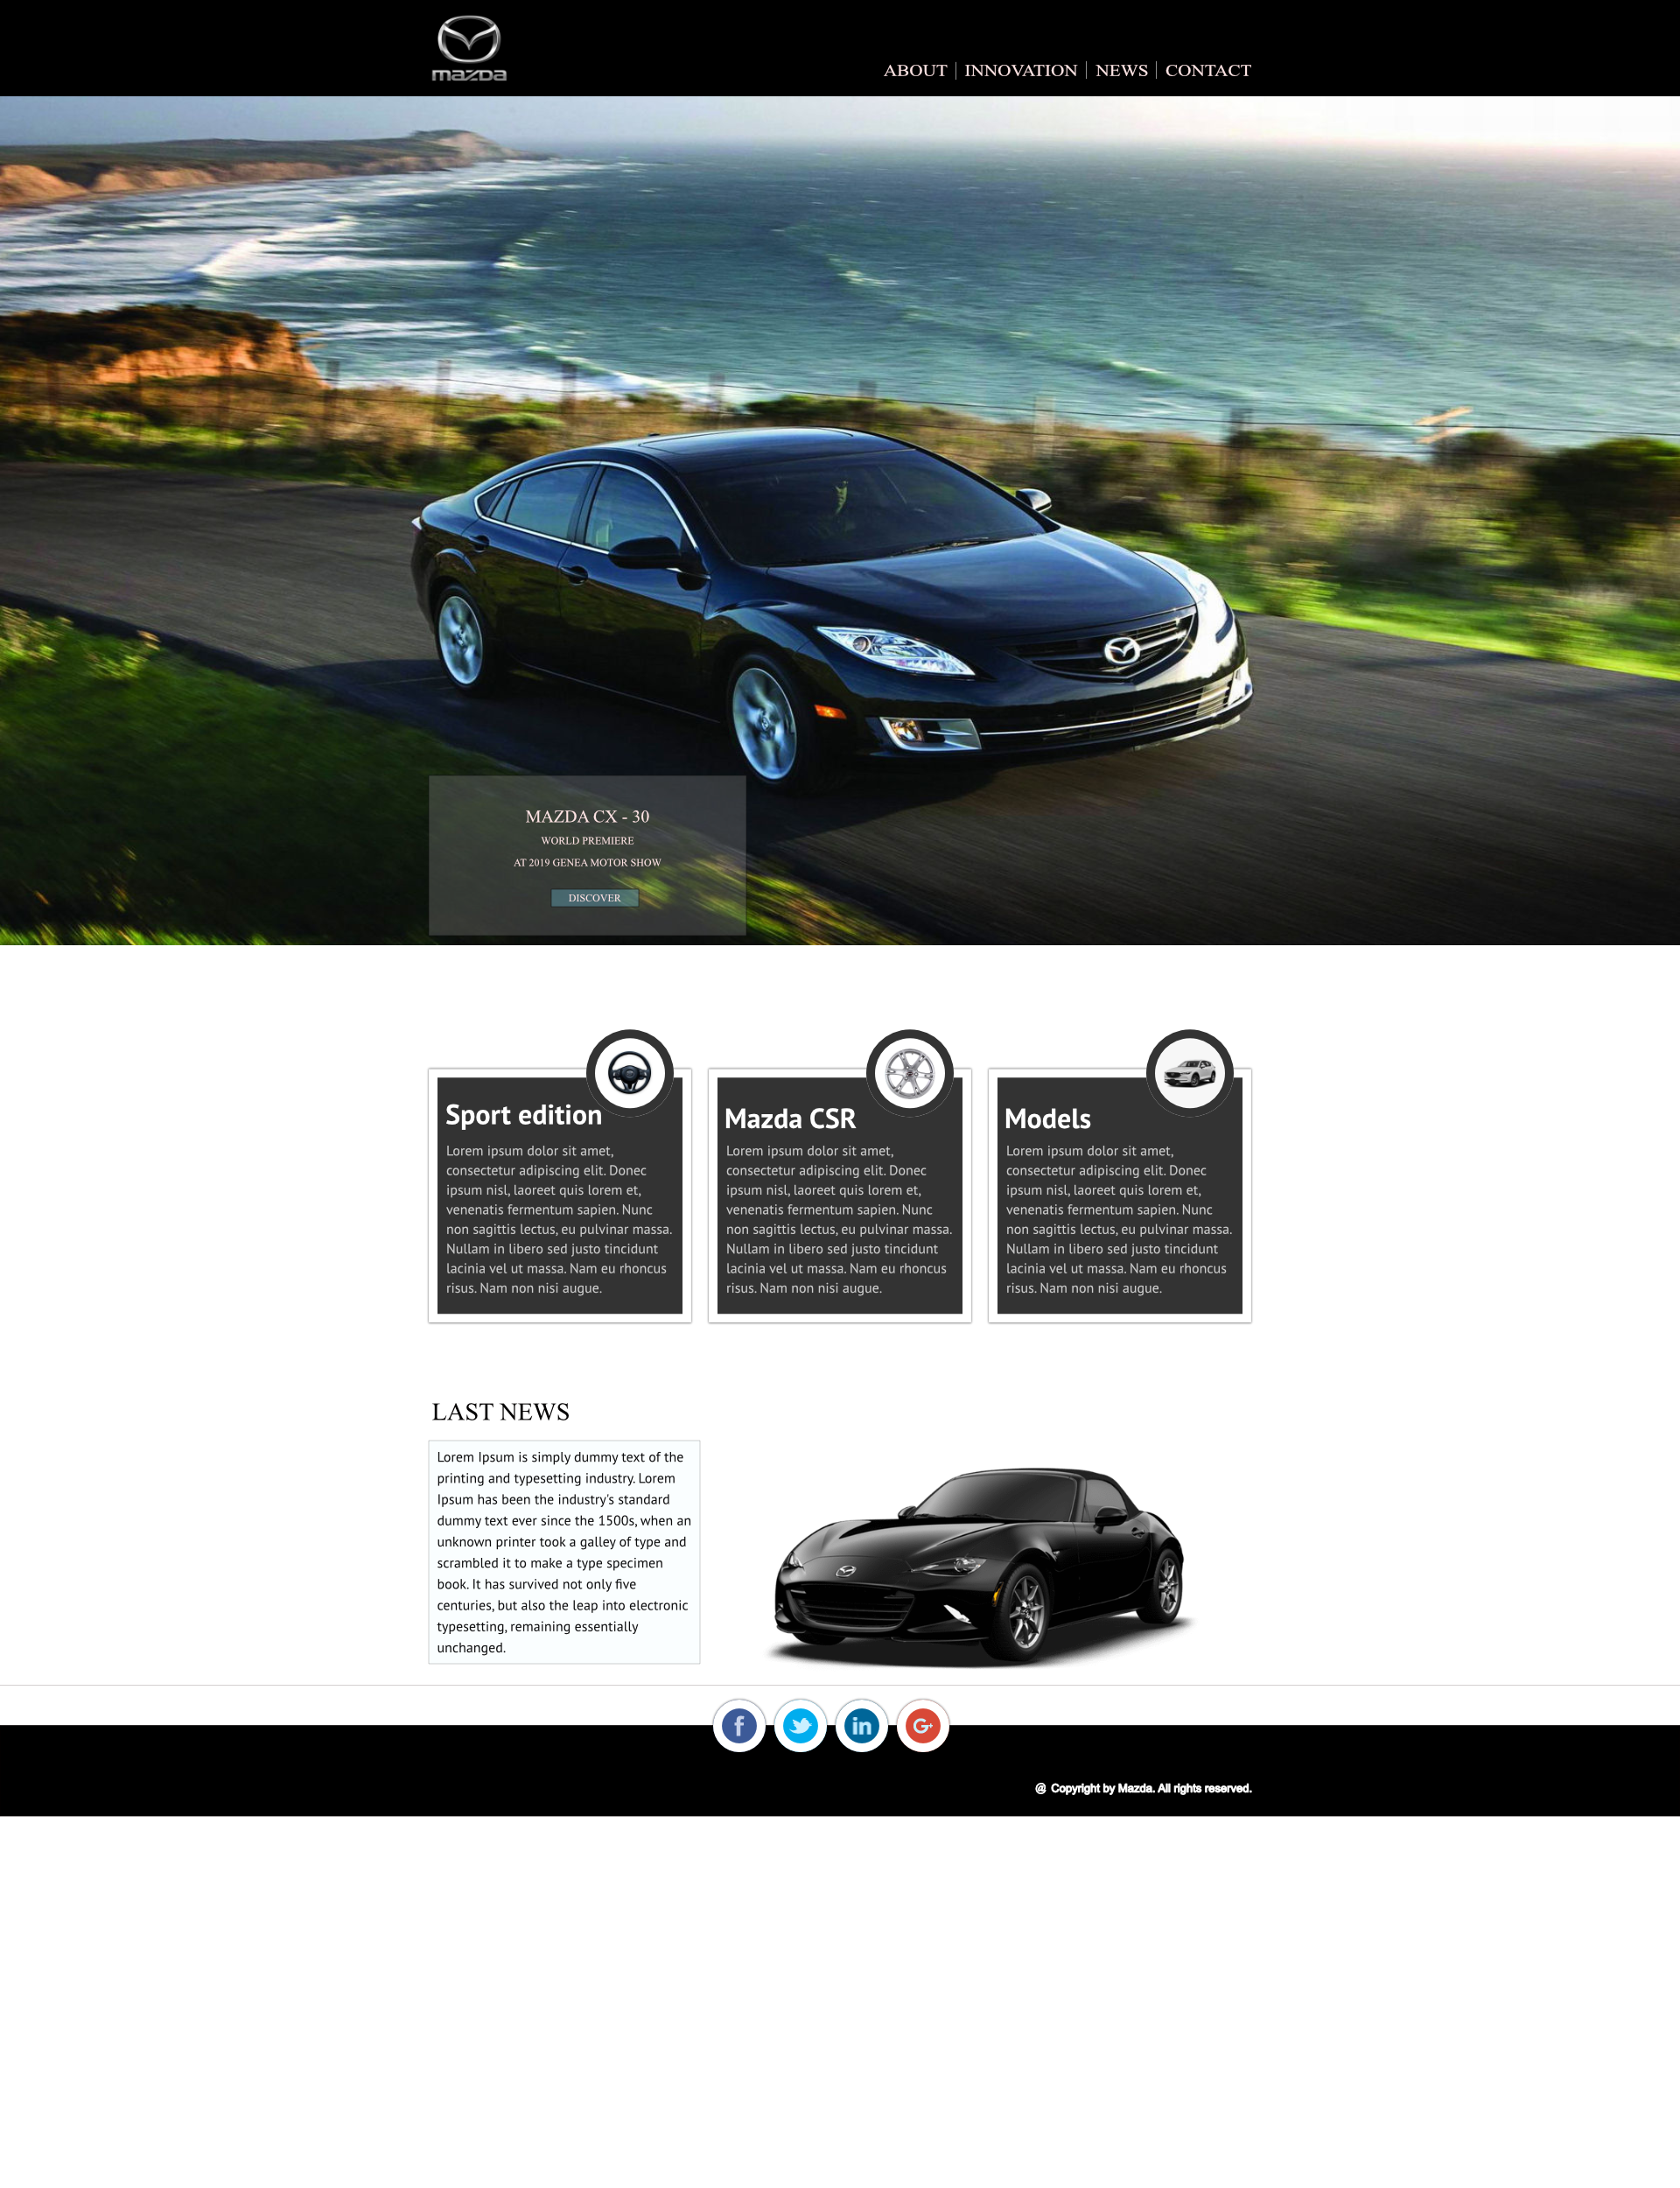 mazda
ABOUT | INNOVATION | NEWS | CONTACT
MAZDA CX - 30
WORLD PREMIERE
AT 2019 GENEA MOTOR SHOW
DISCOVER
Sport edition
Lorem ipsum dolor sit amet,
consectetur adipiscing elit. Donec
ipsum nisl, laoreet quis lorem et,
venenatis fermentum sapien. Nunc
non sagittis lectus, eu pulvinar massa.
Nullam in libero sed justo tincidunt
lacinia vel ut massa. Nam eu rhoncus
risus. Nam non nisi augue.
Mazda CSR
Lorem ipsum dolor sit amet,
consectetur adipiscing elit. Donec
ipsum nisl, laoreet quis lorem et,
venenatis fermentum sapien. Nunc
non sagittis lectus, eu pulvinar massa.
Nullam in libero sed justo tincidunt
lacinia vel ut massa. Nam eu rhoncus
risus. Nam non nisi augue.
Models
Lorem ipsum dolor sit amet,
consectetur adipiscing elit. Donec
ipsum nisl, laoreet quis lorem et,
venenatis fermentum sapien. Nunc
non sagittis lectus, eu pulvinar massa.
Nullam in libero sed justo tincidunt
lacinia vel ut massa. Nam eu rhoncus
risus. Nam non nisi augue.
LAST NEWS
Lorem Ipsum is simply dummy text of the
printing and typesetting industry. Lorem
Ipsum has been the industry's standard
dummy text ever since the 1500s, when an
unknown printer took a galley of type and
scrambled it to make a type specimen
book. It has survived not only five
centuries, but also the leap into electronic
typesetting, remaining essentially
unchanged.
f in G+
@ Copyright by Mazda. All rights reserved.